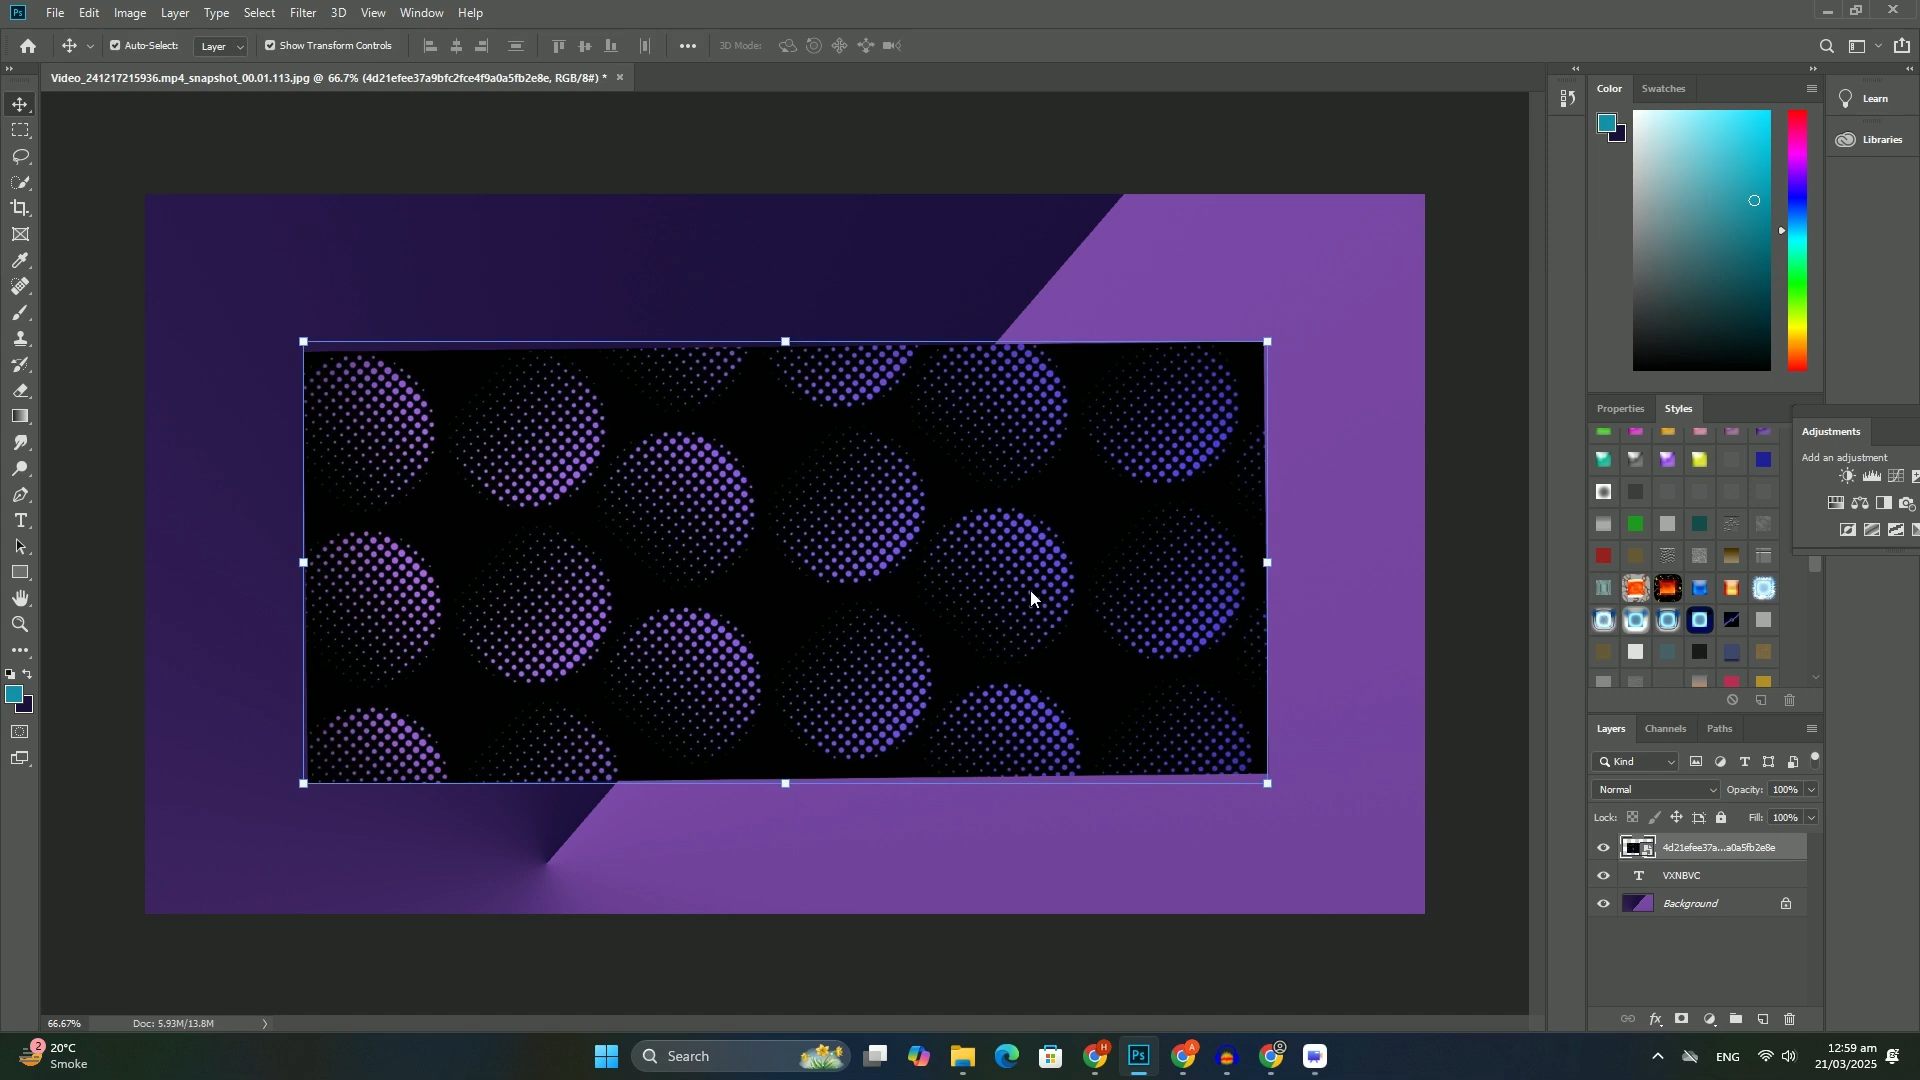 Ps File Edit Image Layer Type Select Filter 3D View Window Help
Auto-Select: Layer Show Transform Controls 3D Mode:
Video_241217215936.mp4_snapshot_00.01.113.jpg @ 66.7% (4d21efee37a9bfc2fce4f9a0a5fb2e8e, RGB/8#) *
Color Swatches
Learn
Libraries
Properties Styles
Adjustments
Add an adjustment
Layers Channels Paths
Kind
Normal Opacity: 100%
Lock: Fill: 100%
4d21efee37a...a0a5fb2e8e
T VXNBVC
Background
66.67% Doc: 5.93M/13.8M
2 20°C
Smoke
Search
H
Ps
A
ENG
12:59 am
21/03/2025